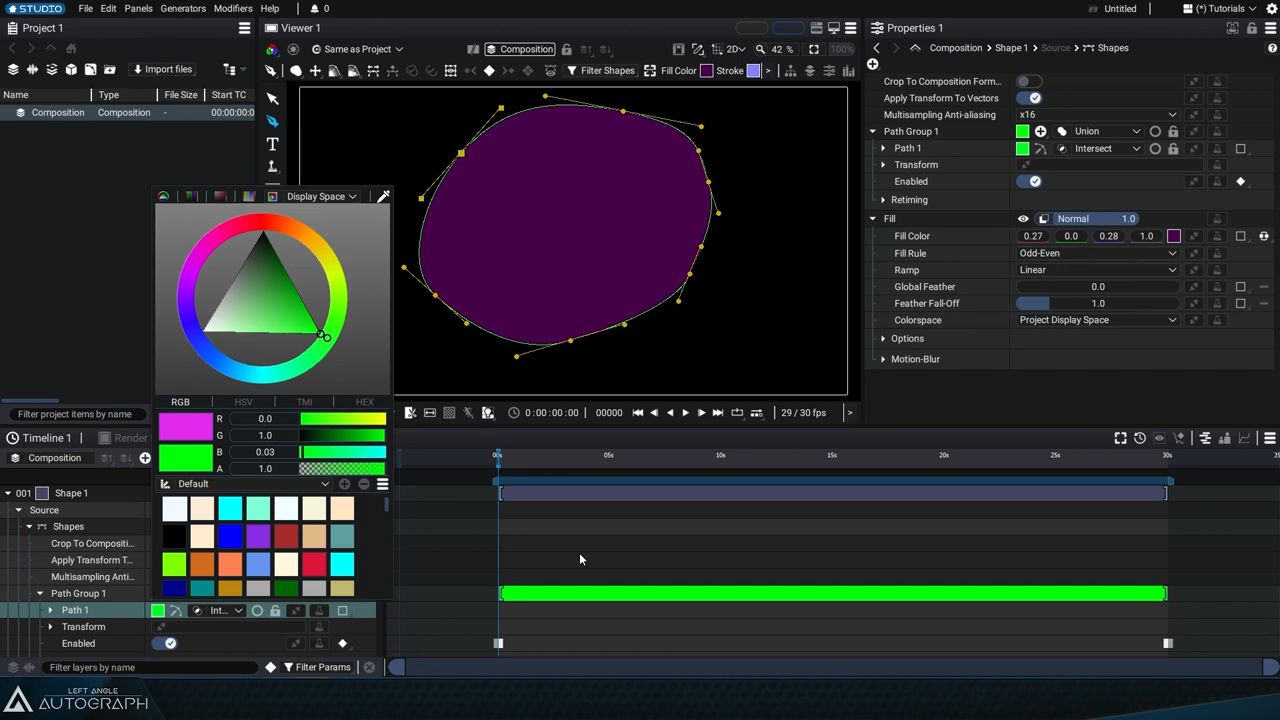 STUDIO File Edit Panels Generators Modifiers Help 0 Untitled (*) Tutorials
Project 1 Viewer 1 Properties 1
Same as Project Composition 2D 42 % 100% Composition Shape 1 Source Shapes
Import files Filter Shapes Fill Color Stroke
Name Type File Size Start TC
Composition Composition - 00:00:00:0
Crop To Composition Form...
Apply Transform To Vectors
Multisampling Anti-aliasing x16
Path Group 1 Union
Path 1 Intersect
Transform
Enabled
Retiming
Fill Normal 1.0
Fill Color 0.27 0.0 0.28 1.0
Fill Rule Odd-Even
Ramp Linear
Global Feather 0.0
Feather Fall-Off 1.0
Colorspace Project Display Space
Options
Motion-Blur
Display Space
RGB HSV TMI HEX
R 0.0
G 1.0
B 0.03
A 1.0
Default
Filter project items by name
0:00:00:00 00000 29 / 30 fps
Timeline 1 Render
Composition
00s 05s 10s 15s 20s 25s 30s
001 Shape 1
Source
Shapes
Crop To Compositi...
Apply Transform T...
Multisampling Anti...
Path Group 1
Path 1 Int...
Transform
Enabled
Filter layers by name Filter Params
LEFT ANGLE
AUTOGRAPH